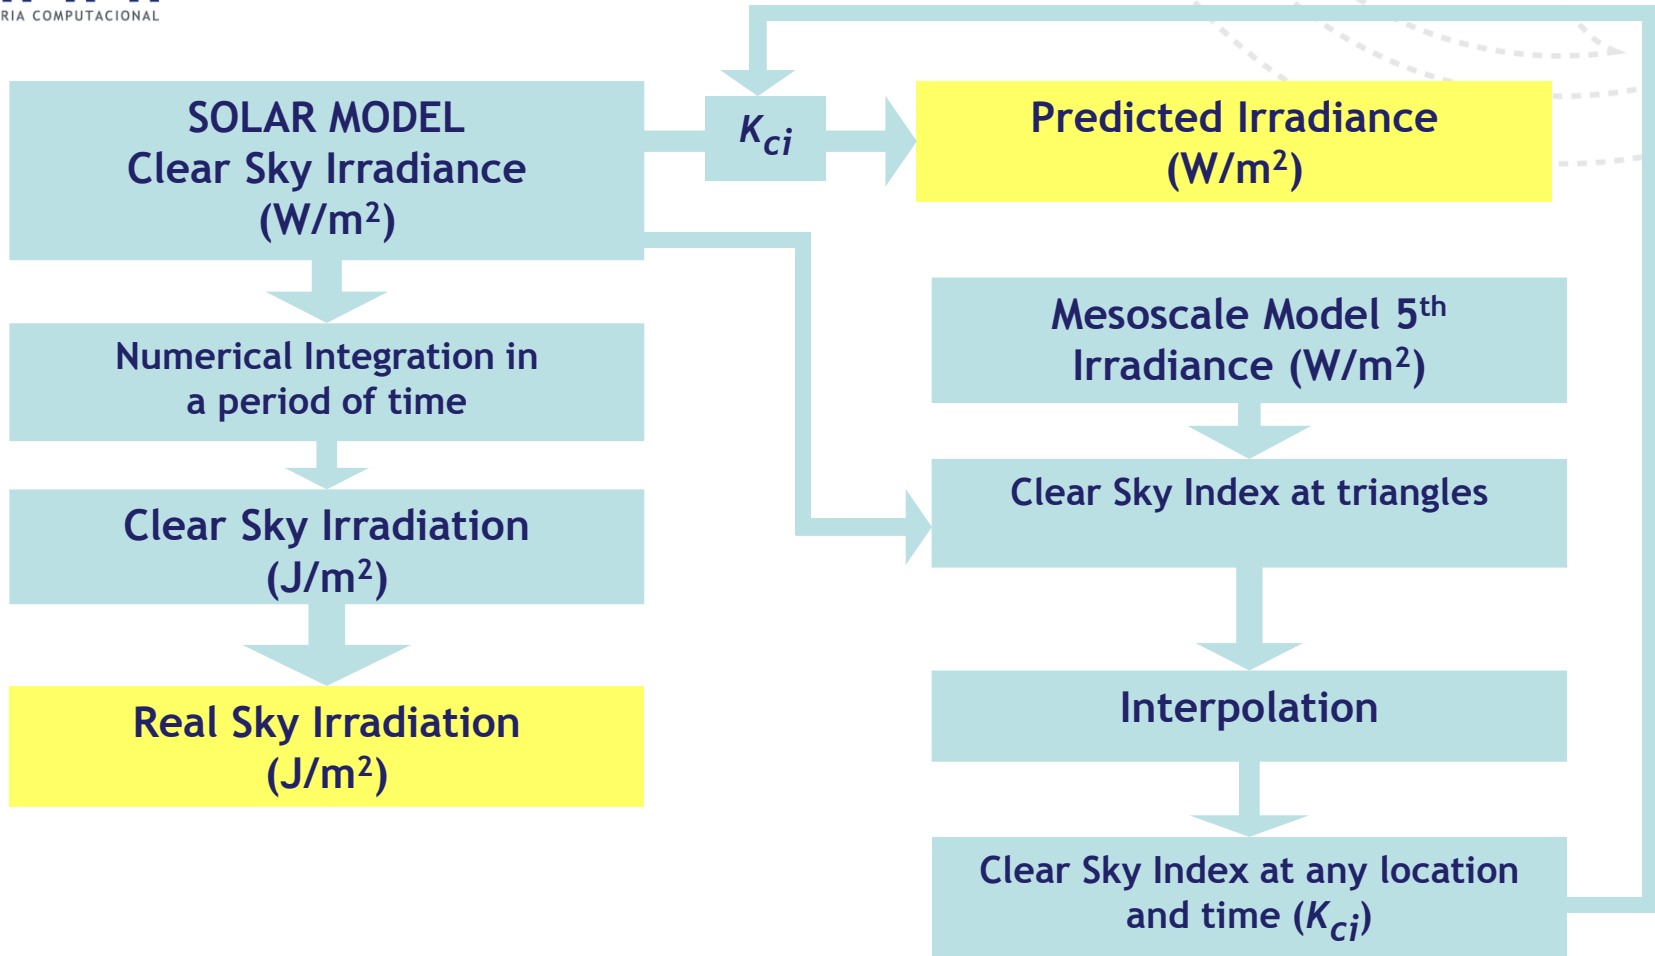 RIA COMPUTACIONAL
SOLAR MODEL
Clear Sky Irradiance
(W/m²)
K_ci
Predicted Irradiance
(W/m²)
Numerical Integration in
a period of time
Clear Sky Irradiation
(J/m²)
Real Sky Irradiation
(J/m²)
Mesoscale Model 5th
Irradiance (W/m²)
Clear Sky Index at triangles
Interpolation
Clear Sky Index at any location
and time (K_ci)